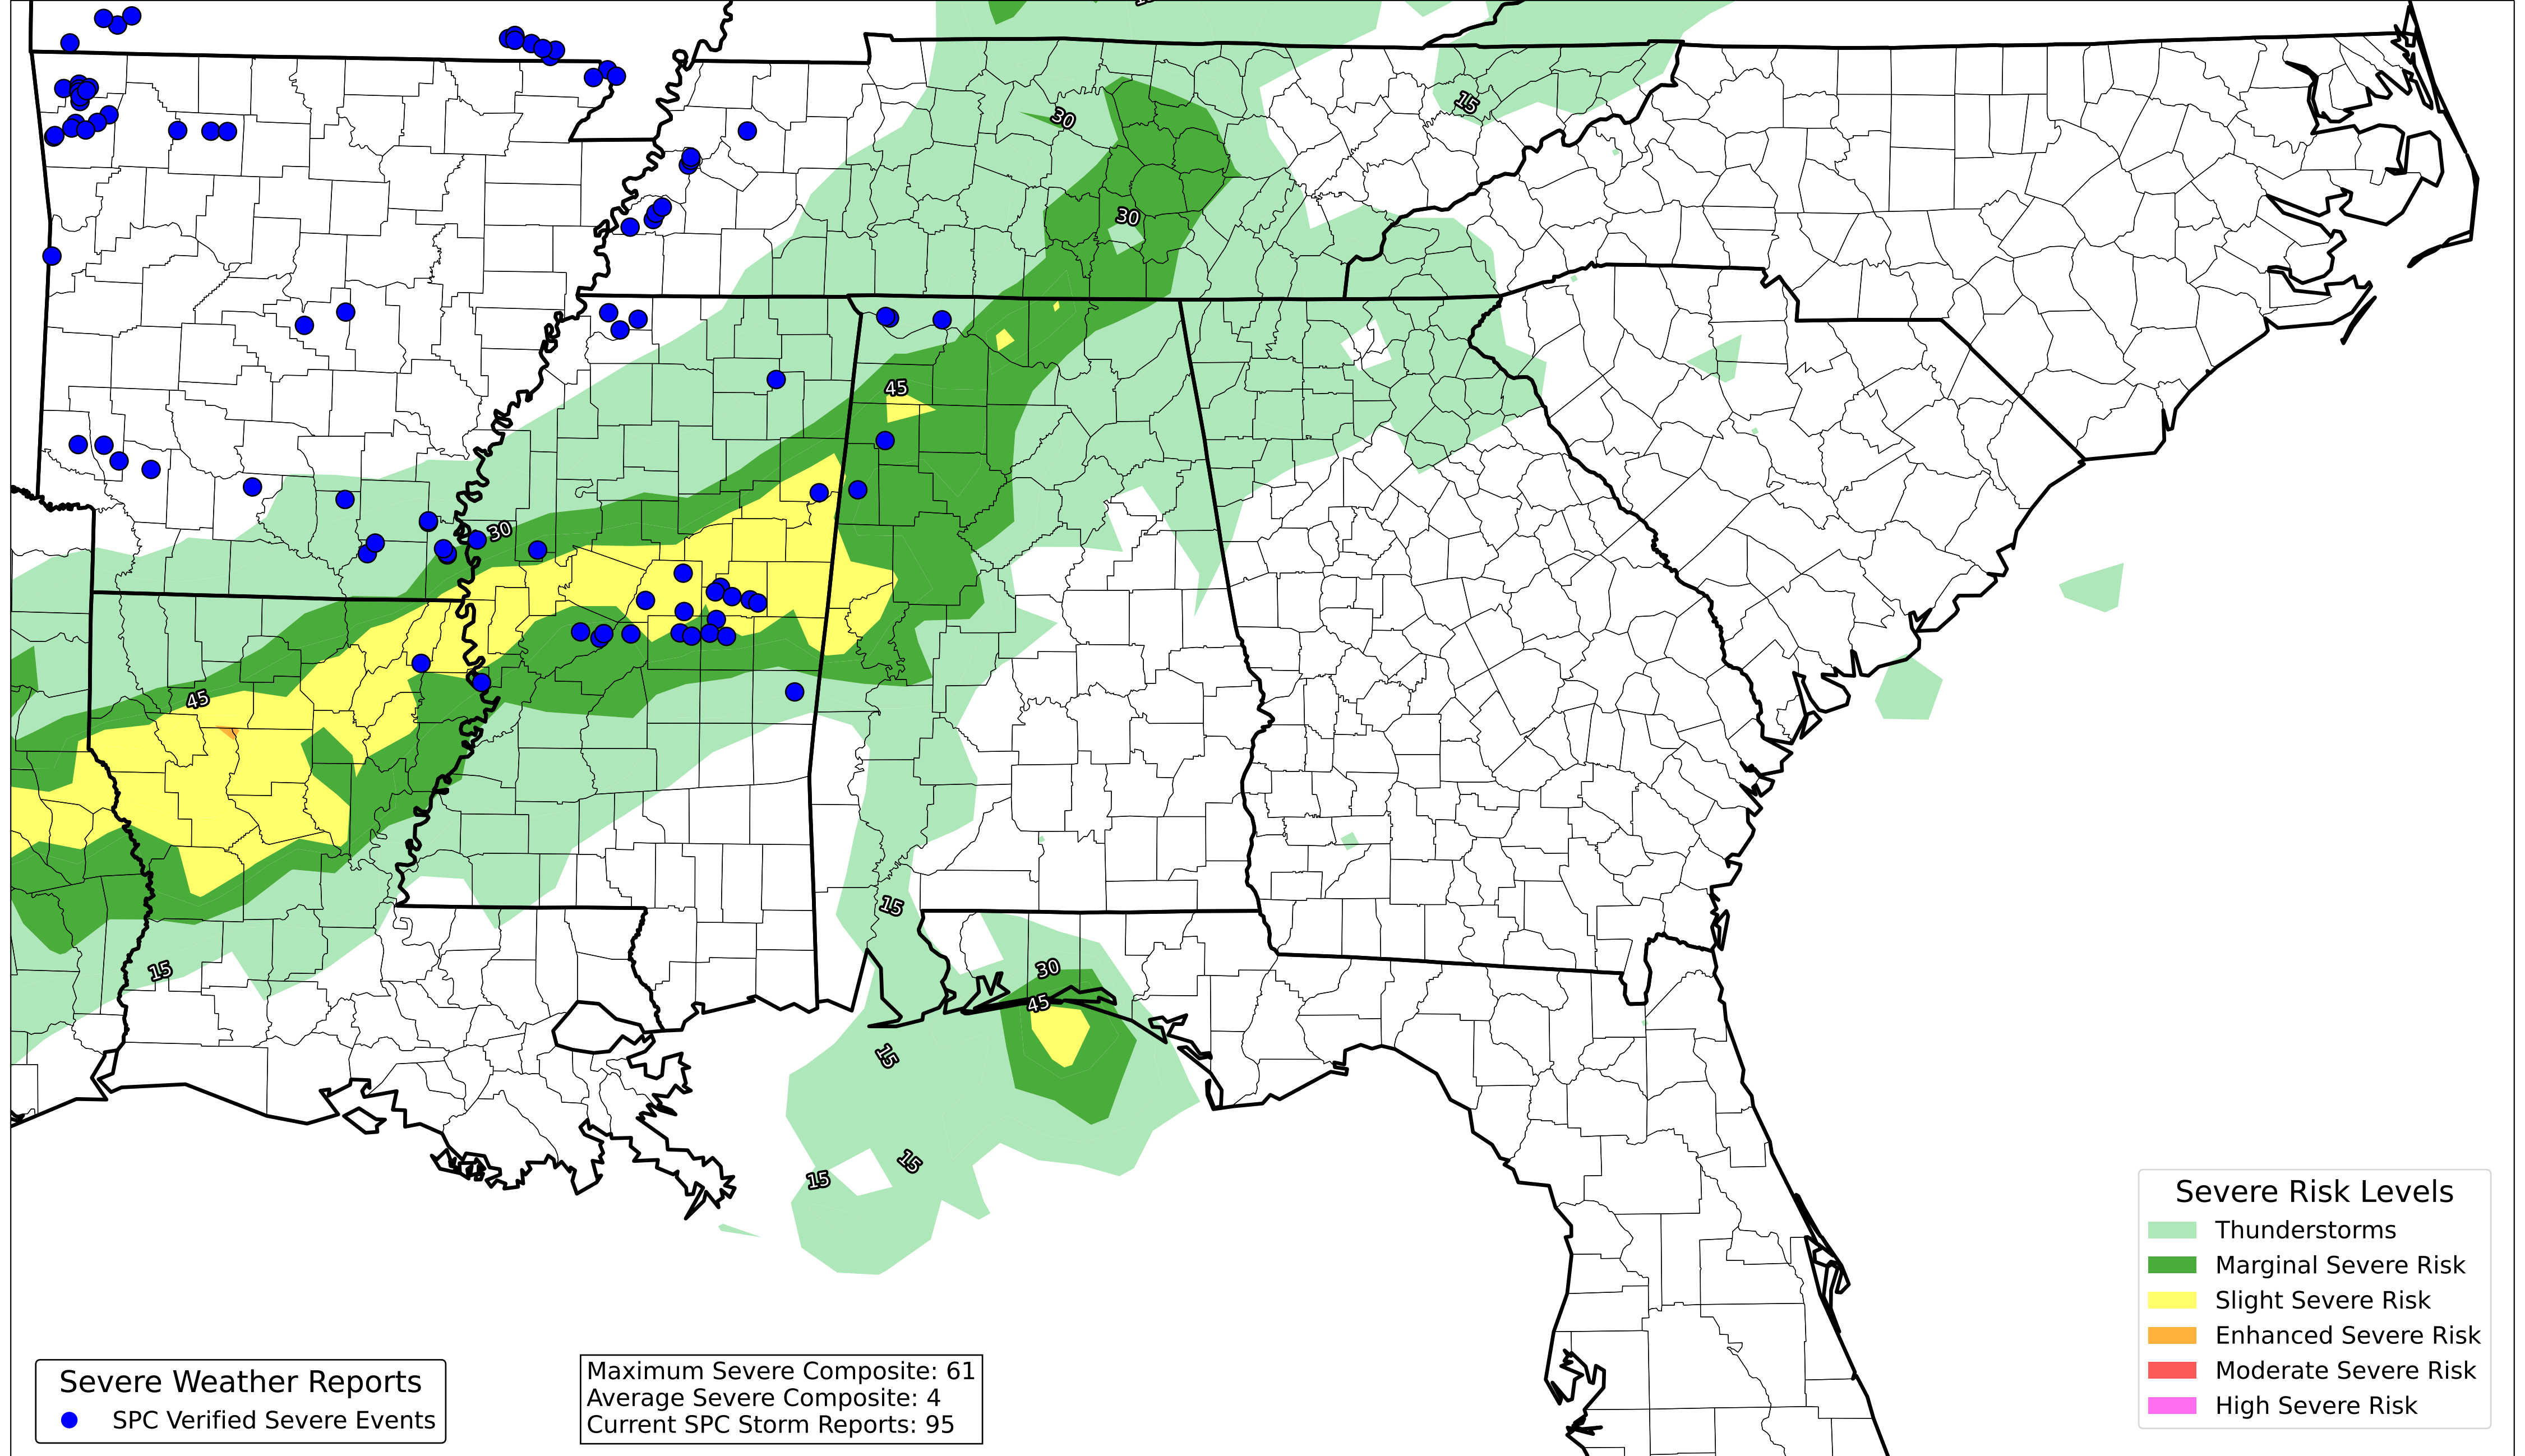 15
30
30
45
30
45
15
15
30
45
15
15
15
Severe Risk Levels
Thunderstorms
Marginal Severe Risk
Slight Severe Risk
Enhanced Severe Risk
Moderate Severe Risk
High Severe Risk
Severe Weather Reports
SPC Verified Severe Events
Maximum Severe Composite: 61
Average Severe Composite: 4
Current SPC Storm Reports: 95